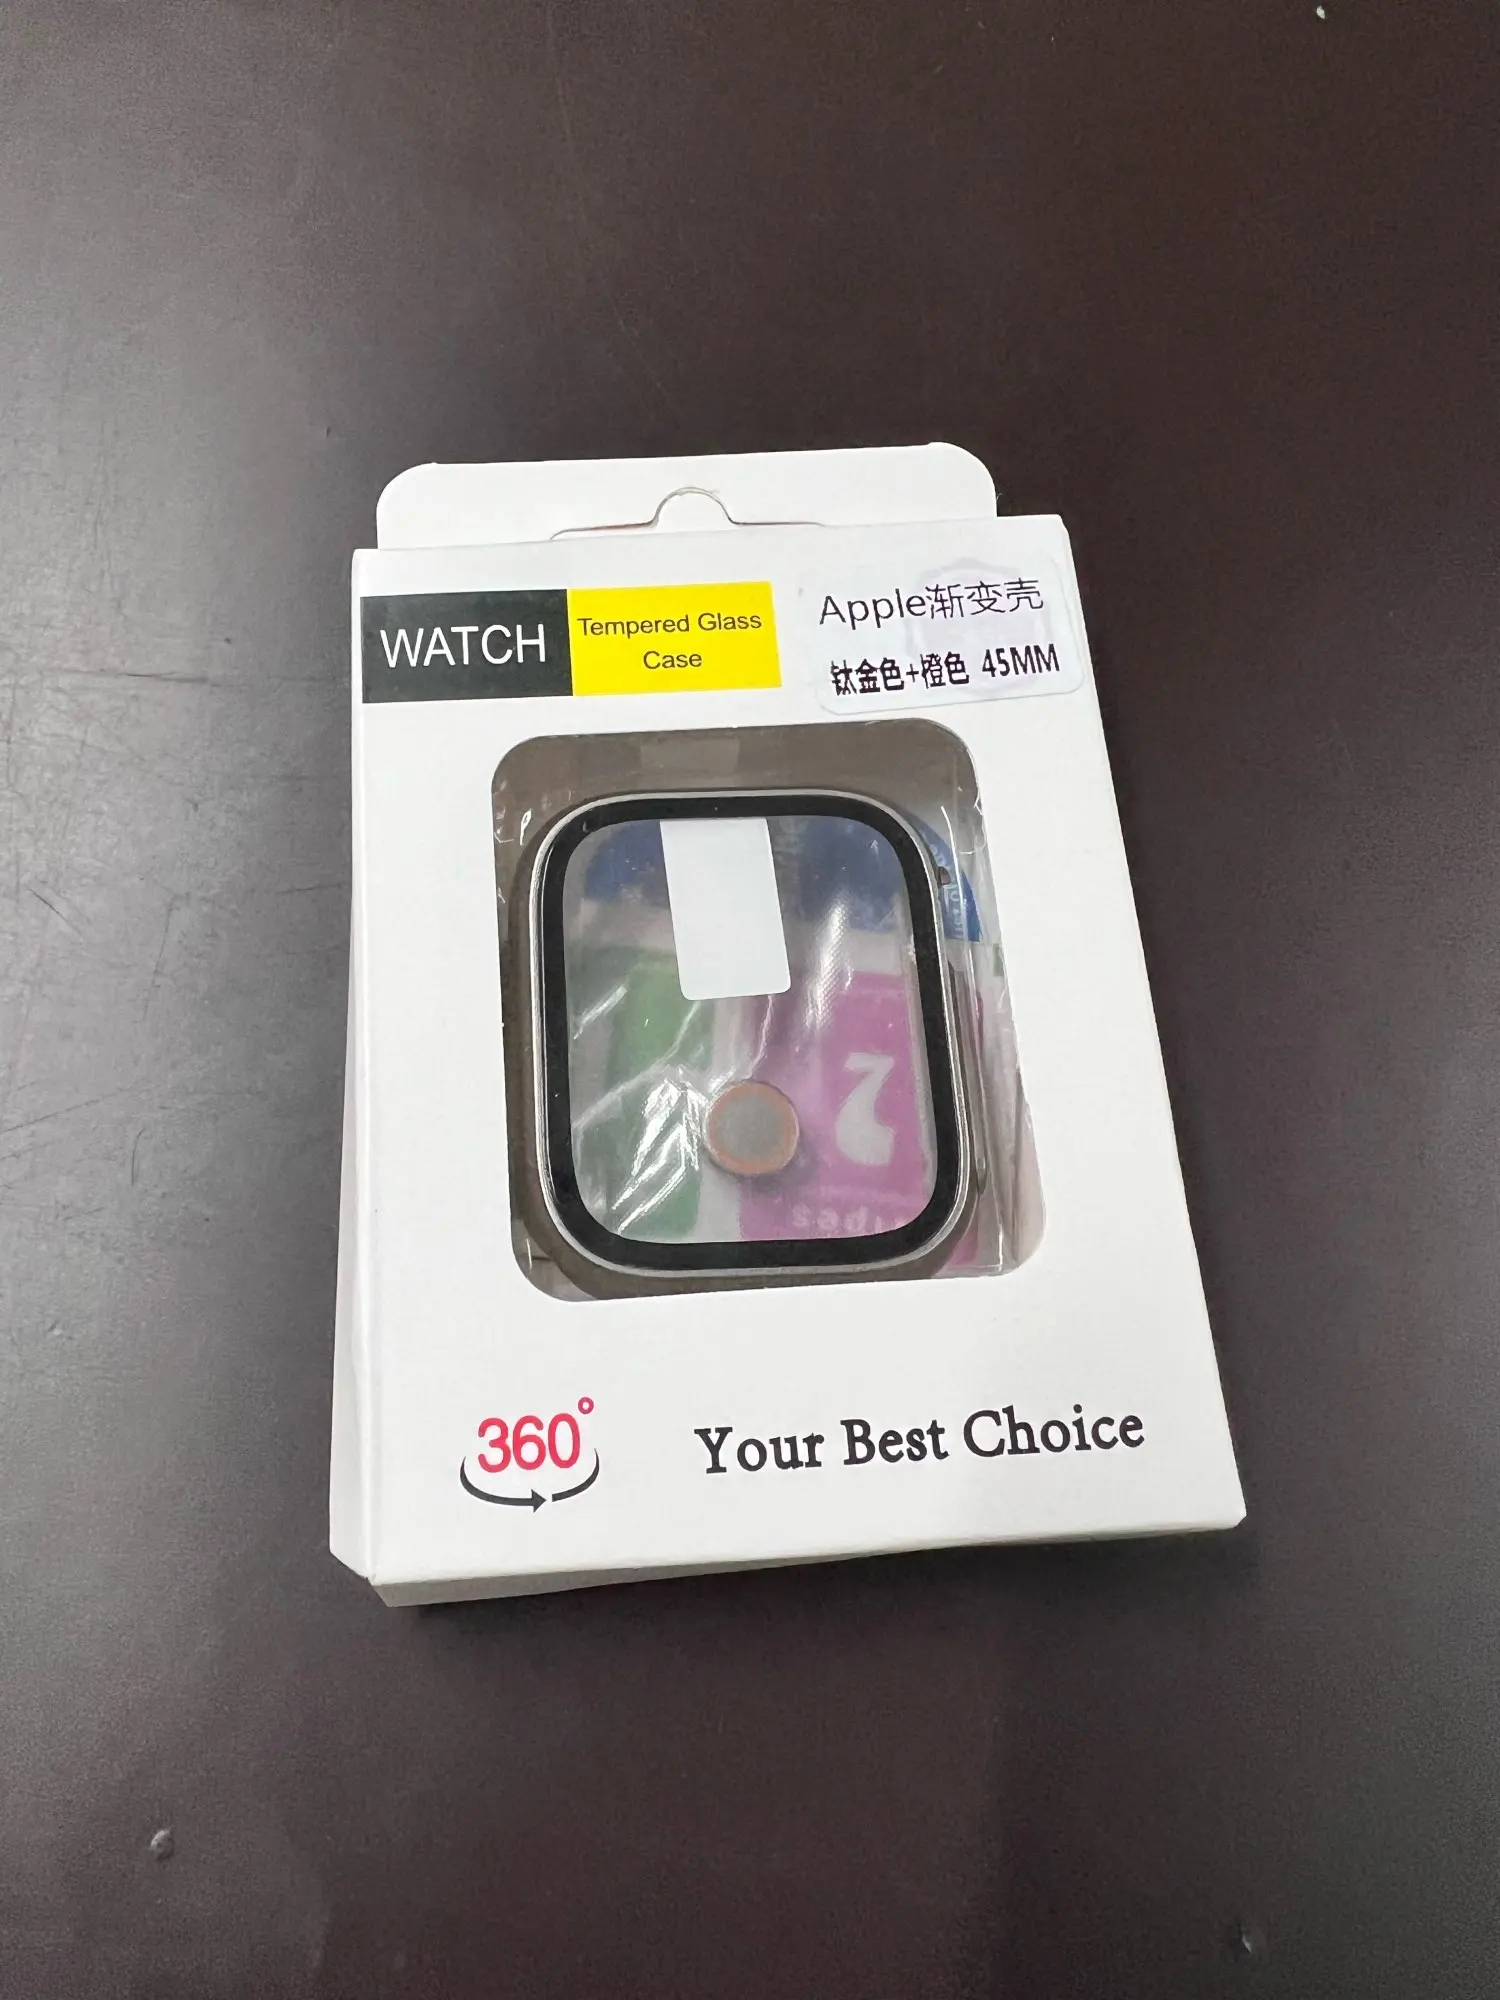 WATCH
Tempered Glass
Case
Apple渐变壳
钛金色+橙色 45MM
360°
Your Best Choice